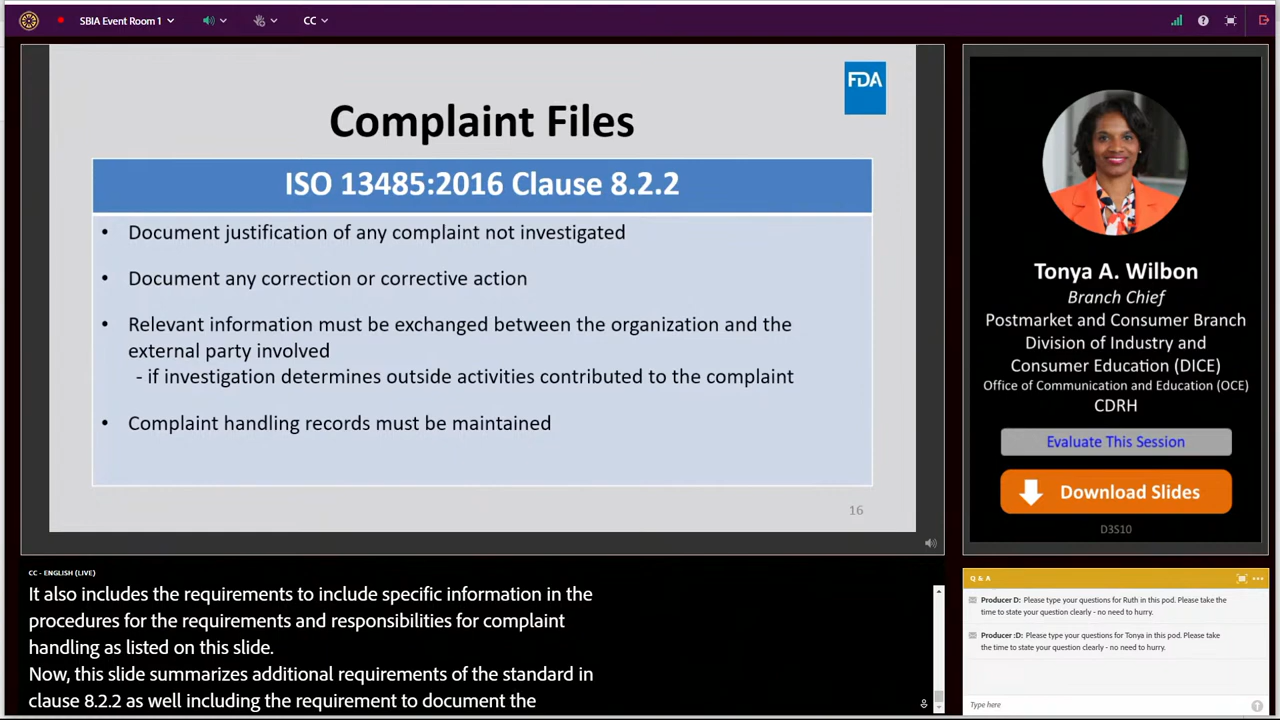 SBIA Event Room 1
CC
FDA
Complaint Files
ISO 13485:2016 Clause 8.2.2
• Document justification of any complaint not investigated
• Document any correction or corrective action
• Relevant information must be exchanged between the organization and the
external party involved
- if investigation determines outside activities contributed to the complaint
• Complaint handling records must be maintained
16
Tonya A. Wilbon
Branch Chief
Postmarket and Consumer Branch
Division of Industry and
Consumer Education (DICE)
Office of Communication and Education (OCE)
CDRH
Evaluate This Session
Download Slides
D3S10
CC - ENGLISH (LIVE)
It also includes the requirements to include specific information in the
procedures for the requirements and responsibilities for complaint
handling as listed on this slide.
Now, this slide summarizes additional requirements of the standard in
clause 8.2.2 as well including the requirement to document the
Q & A
Producer D: Please type your questions for Ruth in this pod. Please take the
time to state your question clearly - no need to hurry.
Producer :D: Please type your questions for Tonya in this pod. Please take
the time to state your question clearly - no need to hurry.
Type here